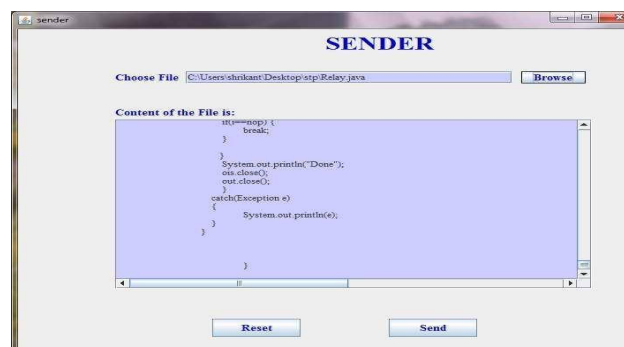 sender
SENDER
Choose File C:\Users\shrikant\Desktop\stp\Relay.java Browse
Content of the File is:
if(i==nop) {
break;
}
}
System.out.println("Done");
ois.close();
out.close();
}
catch(Exception e)
{
System.out.println(e);
}
}
}
Reset Send